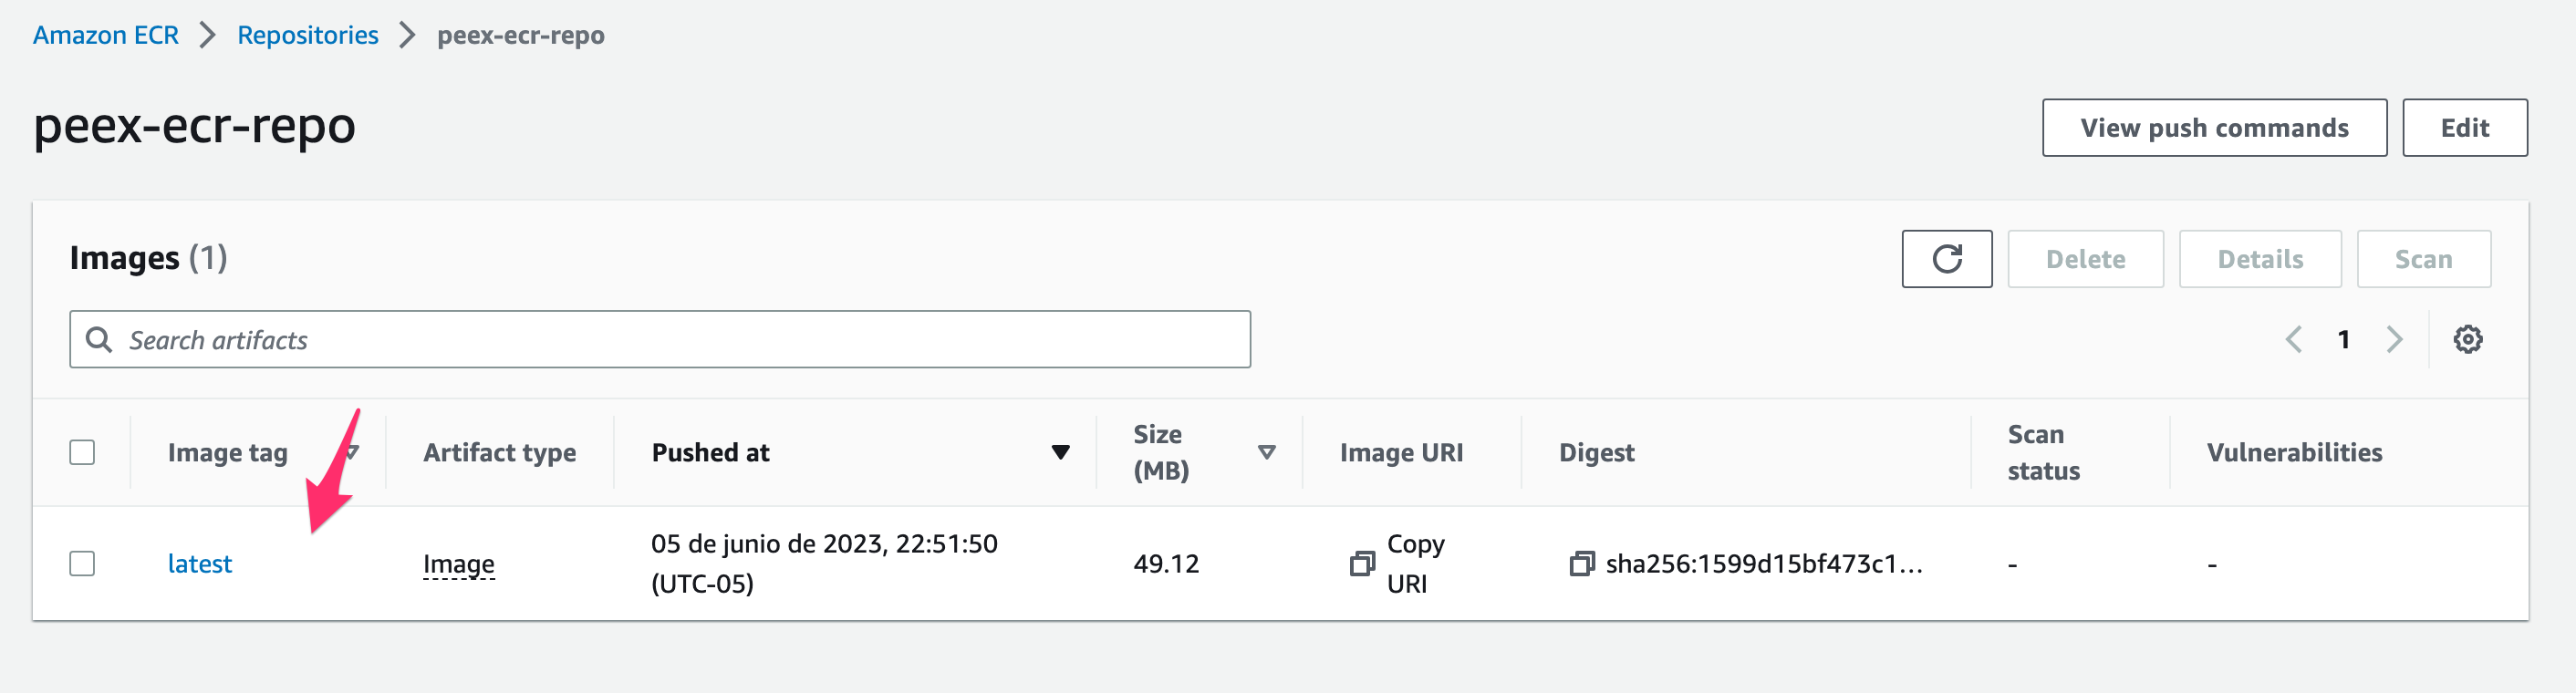 Amazon ECR > Repositories > peex-ecr-repo
peex-ecr-repo
View push commands
Edit
Images (1)
Delete
Details
Scan
Search artifacts
1
Image tag
Artifact type
Pushed at
Size
(MB)
Image URI
Digest
Scan
status
Vulnerabilities
latest
Image
05 de junio de 2023, 22:51:50
(UTC-05)
49.12
Copy
URI
sha256:1599d15bf473c1...
-
-